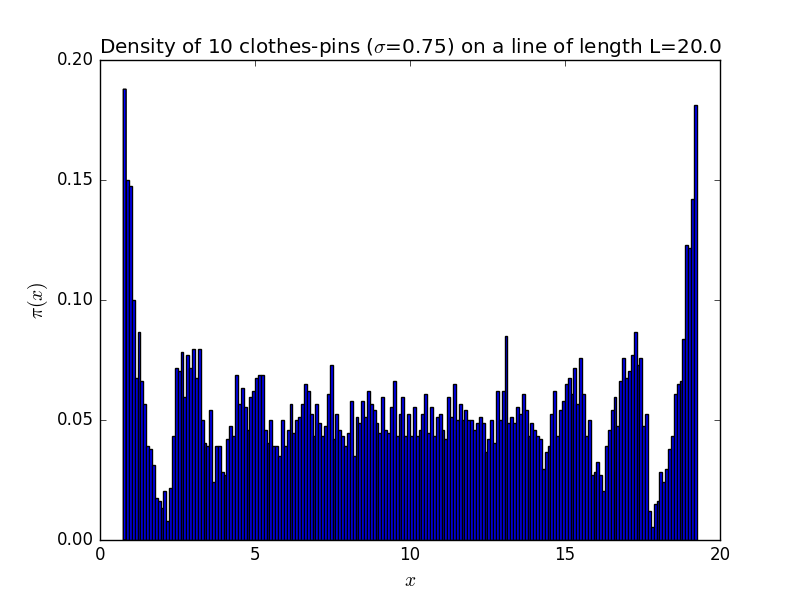 Density of 10 clothes-pins (σ=0.75) on a line of length L=20.0
0.20
0.15
0.10
0.05
0.00
π(x)
0 5 10 15 20
x